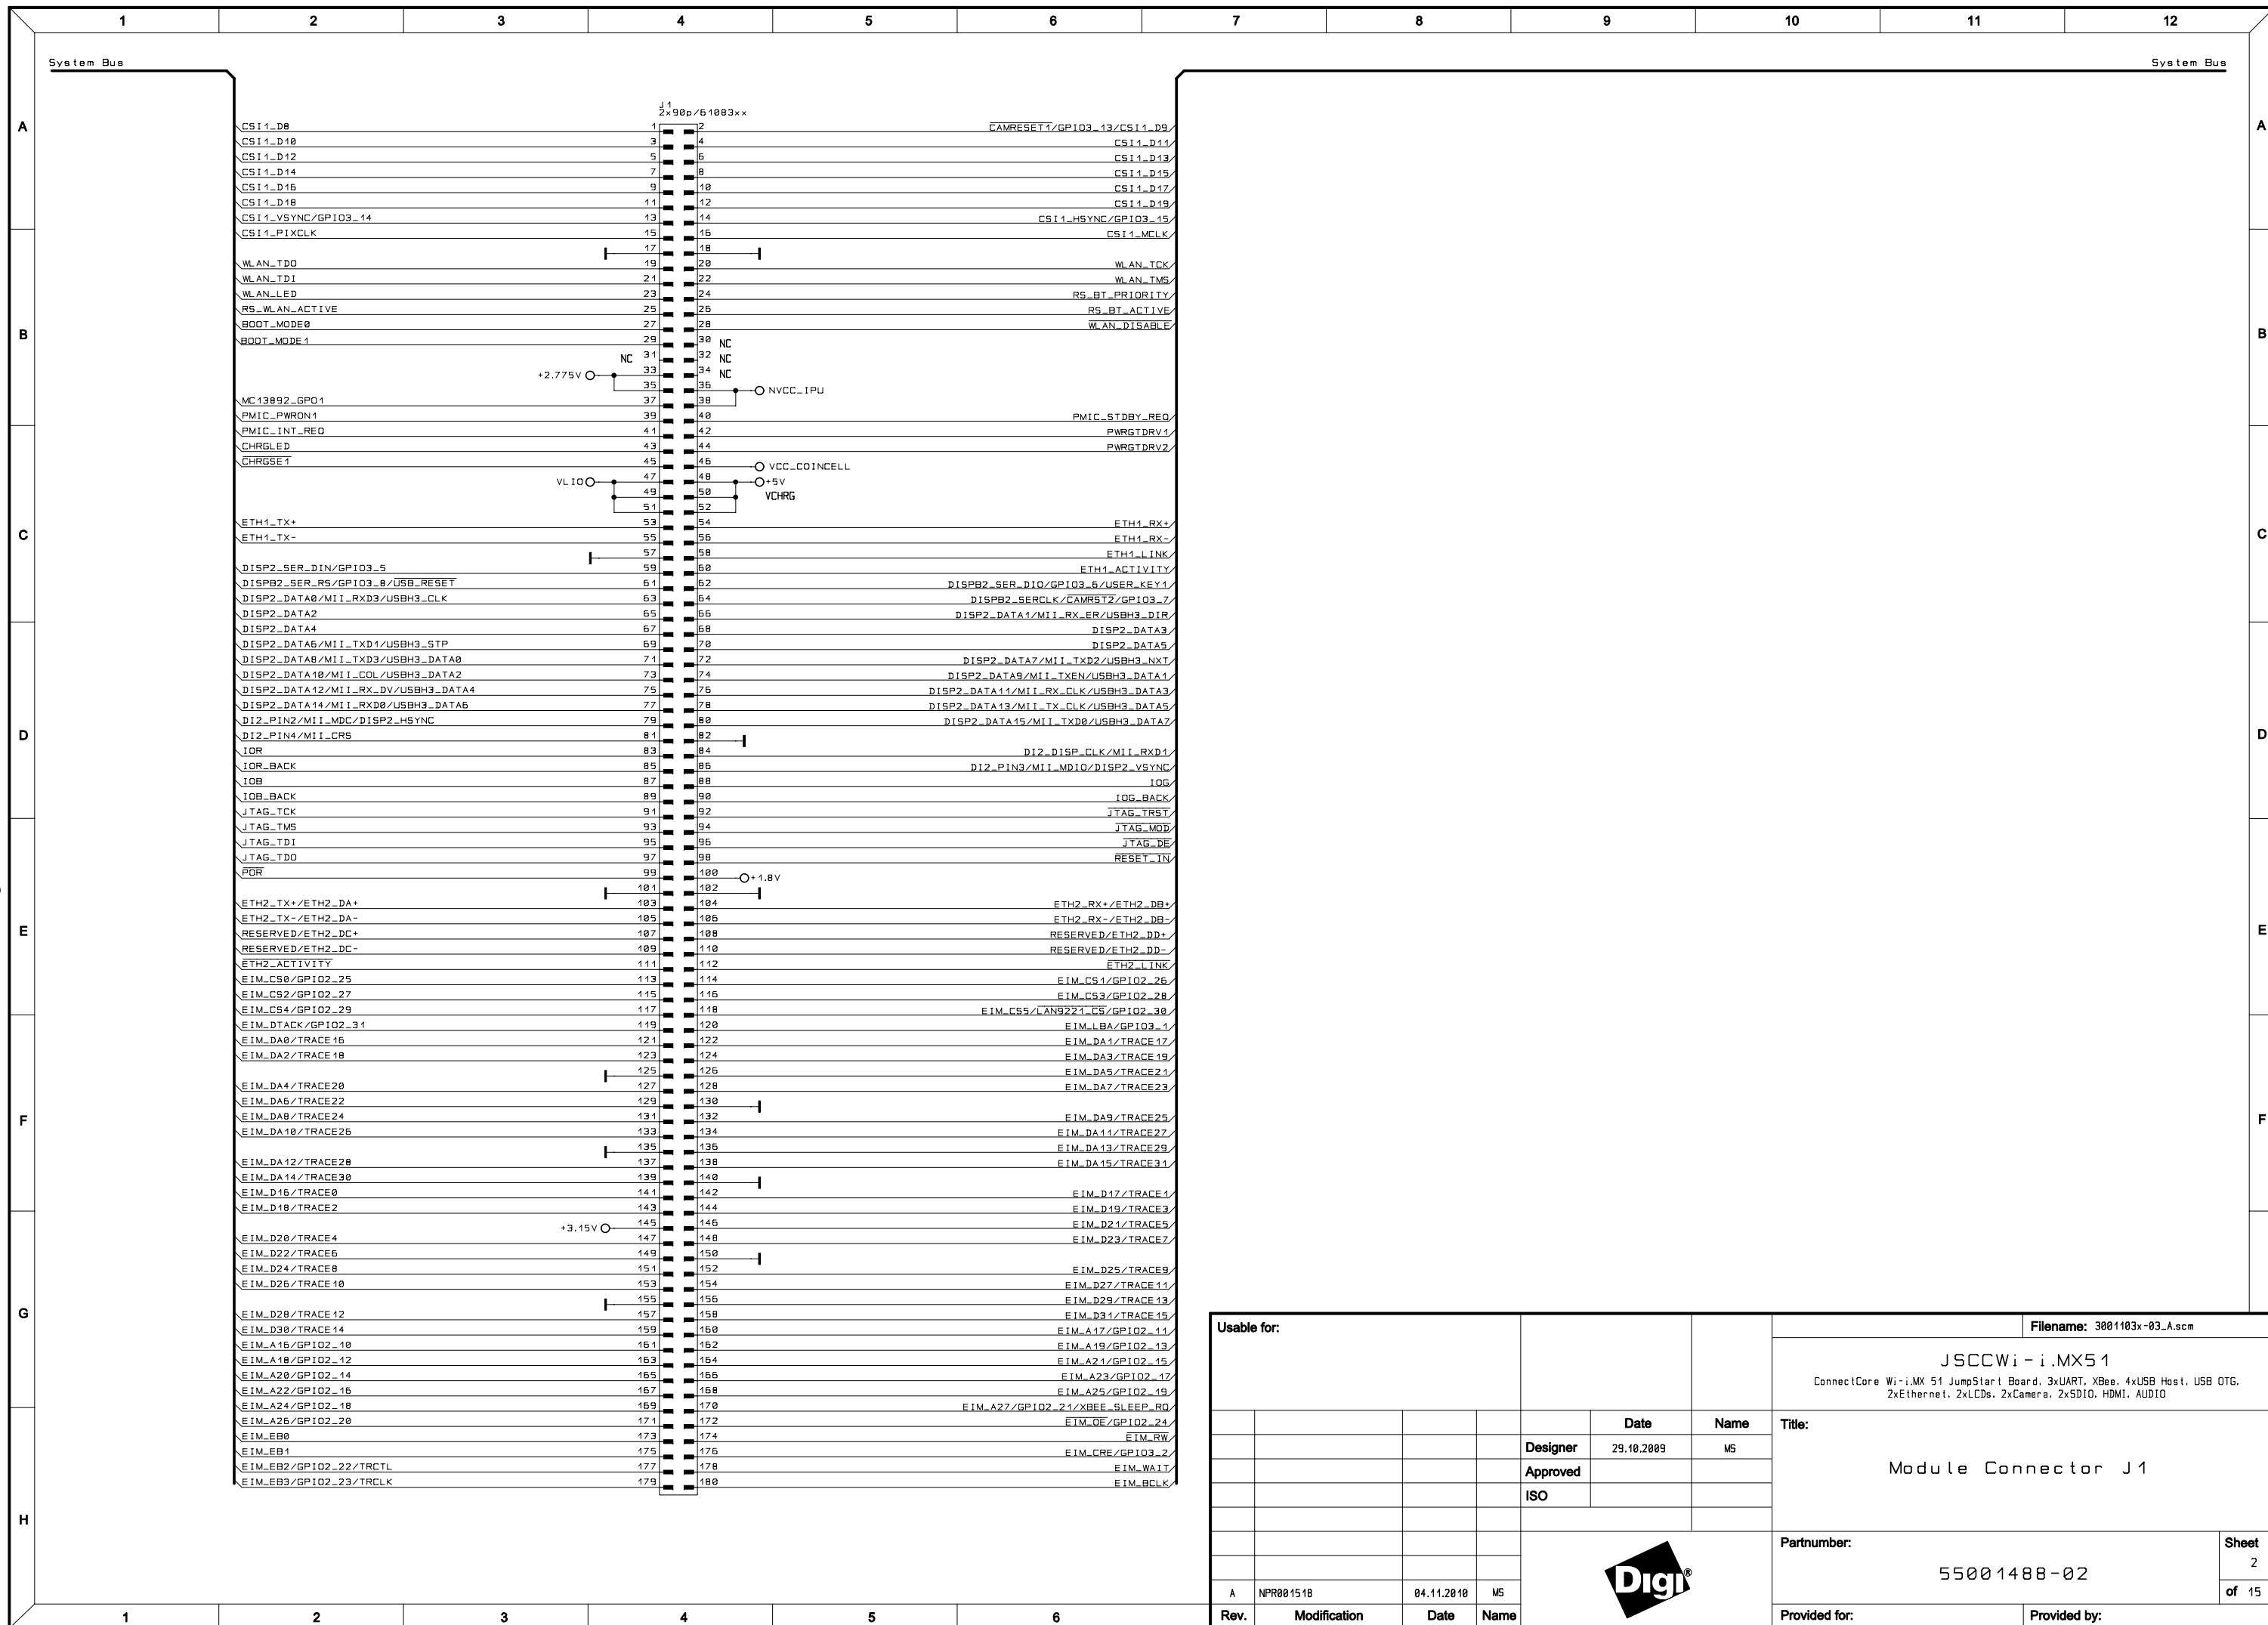 1 2 3 4 5 6 7 8 9 10 11 12
System Bus System Bus
J1
2x90p/61083xx
A A
CSI1_D8 1 2 CAMRESET1/GPIO3_13/CSI1_D9
CSI1_D10 3 4 CSI1_D11
CSI1_D12 5 6 CSI1_D13
CSI1_D14 7 8 CSI1_D15
CSI1_D16 9 10 CSI1_D17
CSI1_D18 11 12 CSI1_D19
CSI1_VSYNC/GPIO3_14 13 14 CSI1_HSYNC/GPIO3_15
CSI1_PIXCLK 15 16 CSI1_MCLK
17 18
WLAN_TDO 19 20 WLAN_TCK
WLAN_TDI 21 22 WLAN_TMS
WLAN_LED 23 24 RS_BT_PRIORITY
RS_WLAN_ACTIVE 25 26 RS_BT_ACTIVE
BOOT_MODE0 27 28 WLAN_DISABLE
B B
BOOT_MODE1 29 30 NC
NC 31 32 NC
+2.775V 33 34 NC
35 36 NVCC_IPU
MC13892_GPO1 37 38
PMIC_PWRON1 39 40 PMIC_STDBY_REQ
PMIC_INT_REQ 41 42 PWRGTDRV1
CHRGLED 43 44 PWRGTDRV2
CHRGSE1 45 46 VCC_COINCELL
VLIO 47 48 +5V
49 50 VCHRG
51 52
ETH1_TX+ 53 54 ETH1_RX+
C C
ETH1_TX- 55 56 ETH1_RX-
57 58 ETH1_LINK
DISP2_SER_DIN/GPIO3_5 59 60 ETH1_ACTIVITY
DISPB2_SER_RS/GPIO3_8/USB_RESET 61 62 DISPB2_SER_DIO/GPIO3_6/USER_KEY1
DISP2_DATA0/MII_RXD3/USBH3_CLK 63 64 DISPB2_SERCLK/CAMRST2/GPIO3_7
DISP2_DATA2 65 66 DISP2_DATA1/MII_RX_ER/USBH3_DIR
DISP2_DATA4 67 68 DISP2_DATA3
DISP2_DATA6/MII_TXD1/USBH3_STP 69 70 DISP2_DATA5
DISP2_DATA8/MII_TXD3/USBH3_DATA0 71 72 DISP2_DATA7/MII_TXD2/USBH3_NXT
DISP2_DATA10/MII_COL/USBH3_DATA2 73 74 DISP2_DATA9/MII_TXEN/USBH3_DATA1
DISP2_DATA12/MII_RX_DV/USBH3_DATA4 75 76 DISP2_DATA11/MII_RX_CLK/USBH3_DATA3
DISP2_DATA14/MII_RXD0/USBH3_DATA6 77 78 DISP2_DATA13/MII_TX_CLK/USBH3_DATA5
DI2_PIN2/MII_MDC/DISP2_HSYNC 79 80 DISP2_DATA15/MII_TXD0/USBH3_DATA7
D D
DI2_PIN4/MII_CRS 81 82
IOR 83 84 DI2_DISP_CLK/MII_RXD1
IOR_BACK 85 86 DI2_PIN3/MII_MDIO/DISP2_VSYNC
IOB 87 88 IOG
IOB_BACK 89 90 IOG_BACK
JTAG_TCK 91 92 JTAG_TRST
JTAG_TMS 93 94 JTAG_MOD
JTAG_TDI 95 96 JTAG_DE
JTAG_TDO 97 98 RESET_IN
POR 99 100 +1.8V
101 102
ETH2_TX+/ETH2_DA+ 103 104 ETH2_RX+/ETH2_DB+
ETH2_TX-/ETH2_DA- 105 106 ETH2_RX-/ETH2_DB-
E E
RESERVED/ETH2_DC+ 107 108 RESERVED/ETH2_DD+
RESERVED/ETH2_DC- 109 110 RESERVED/ETH2_DD-
ETH2_ACTIVITY 111 112 ETH2_LINK
EIM_CS0/GPIO2_25 113 114 EIM_CS1/GPIO2_26
EIM_CS2/GPIO2_27 115 116 EIM_CS3/GPIO2_28
EIM_CS4/GPIO2_29 117 118 EIM_CS5/LAN9221_CS/GPIO2_30
EIM_DTACK/GPIO2_31 119 120 EIM_LBA/GPIO3_1
EIM_DA0/TRACE16 121 122 EIM_DA1/TRACE17
EIM_DA2/TRACE18 123 124 EIM_DA3/TRACE19
125 126 EIM_DA5/TRACE21
EIM_DA4/TRACE20 127 128 EIM_DA7/TRACE23
EIM_DA6/TRACE22 129 130
F F
EIM_DA8/TRACE24 131 132 EIM_DA9/TRACE25
EIM_DA10/TRACE26 133 134 EIM_DA11/TRACE27
135 136 EIM_DA13/TRACE29
EIM_DA12/TRACE28 137 138 EIM_DA15/TRACE31
EIM_DA14/TRACE30 139 140
EIM_D16/TRACE0 141 142 EIM_D17/TRACE1
EIM_D18/TRACE2 143 144 EIM_D19/TRACE3
+3.15V 145 146 EIM_D21/TRACE5
EIM_D20/TRACE4 147 148 EIM_D23/TRACE7
EIM_D22/TRACE6 149 150
EIM_D24/TRACE8 151 152 EIM_D25/TRACE9
EIM_D26/TRACE10 153 154 EIM_D27/TRACE11
155 156 EIM_D29/TRACE13
G
EIM_D28/TRACE12 157 158 EIM_D31/TRACE15
EIM_D30/TRACE14 159 160 EIM_A17/GPIO2_11
EIM_A16/GPIO2_10 161 162 EIM_A19/GPIO2_13
EIM_A18/GPIO2_12 163 164 EIM_A21/GPIO2_15
EIM_A20/GPIO2_14 165 166 EIM_A23/GPIO2_17
EIM_A22/GPIO2_16 167 168 EIM_A25/GPIO2_19
EIM_A24/GPIO2_18 169 170 EIM_A27/GPIO2_21/XBEE_SLEEP_RQ
EIM_A26/GPIO2_20 171 172 EIM_OE/GPIO2_24
EIM_EB0 173 174 EIM_RW
EIM_EB1 175 176 EIM_CRE/GPIO3_2
EIM_EB2/GPIO2_22/TRCTL 177 178 EIM_WAIT
EIM_EB3/GPIO2_23/TRCLK 179 180 EIM_BCLK
H
Usable for:
Filename: 3001103x-03_A.scm
JSCCWi-i.MX51
ConnectCore Wi-i.MX 51 JumpStart Board, 3xUART, XBee, 4xUSB Host, USB OTG,
2xEthernet, 2xLCDs, 2xCamera, 2xSDIO, HDMI, AUDIO
Date Name
Designer 29.10.2009 MS
Approved
ISO
Title:
Module Connector J1
Partnumber:
55001488-02
Sheet
2
of 15
Digi®
A NPR001518 04.11.2010 MS
Rev. Modification Date Name
Provided for: Provided by:
1 2 3 4 5 6